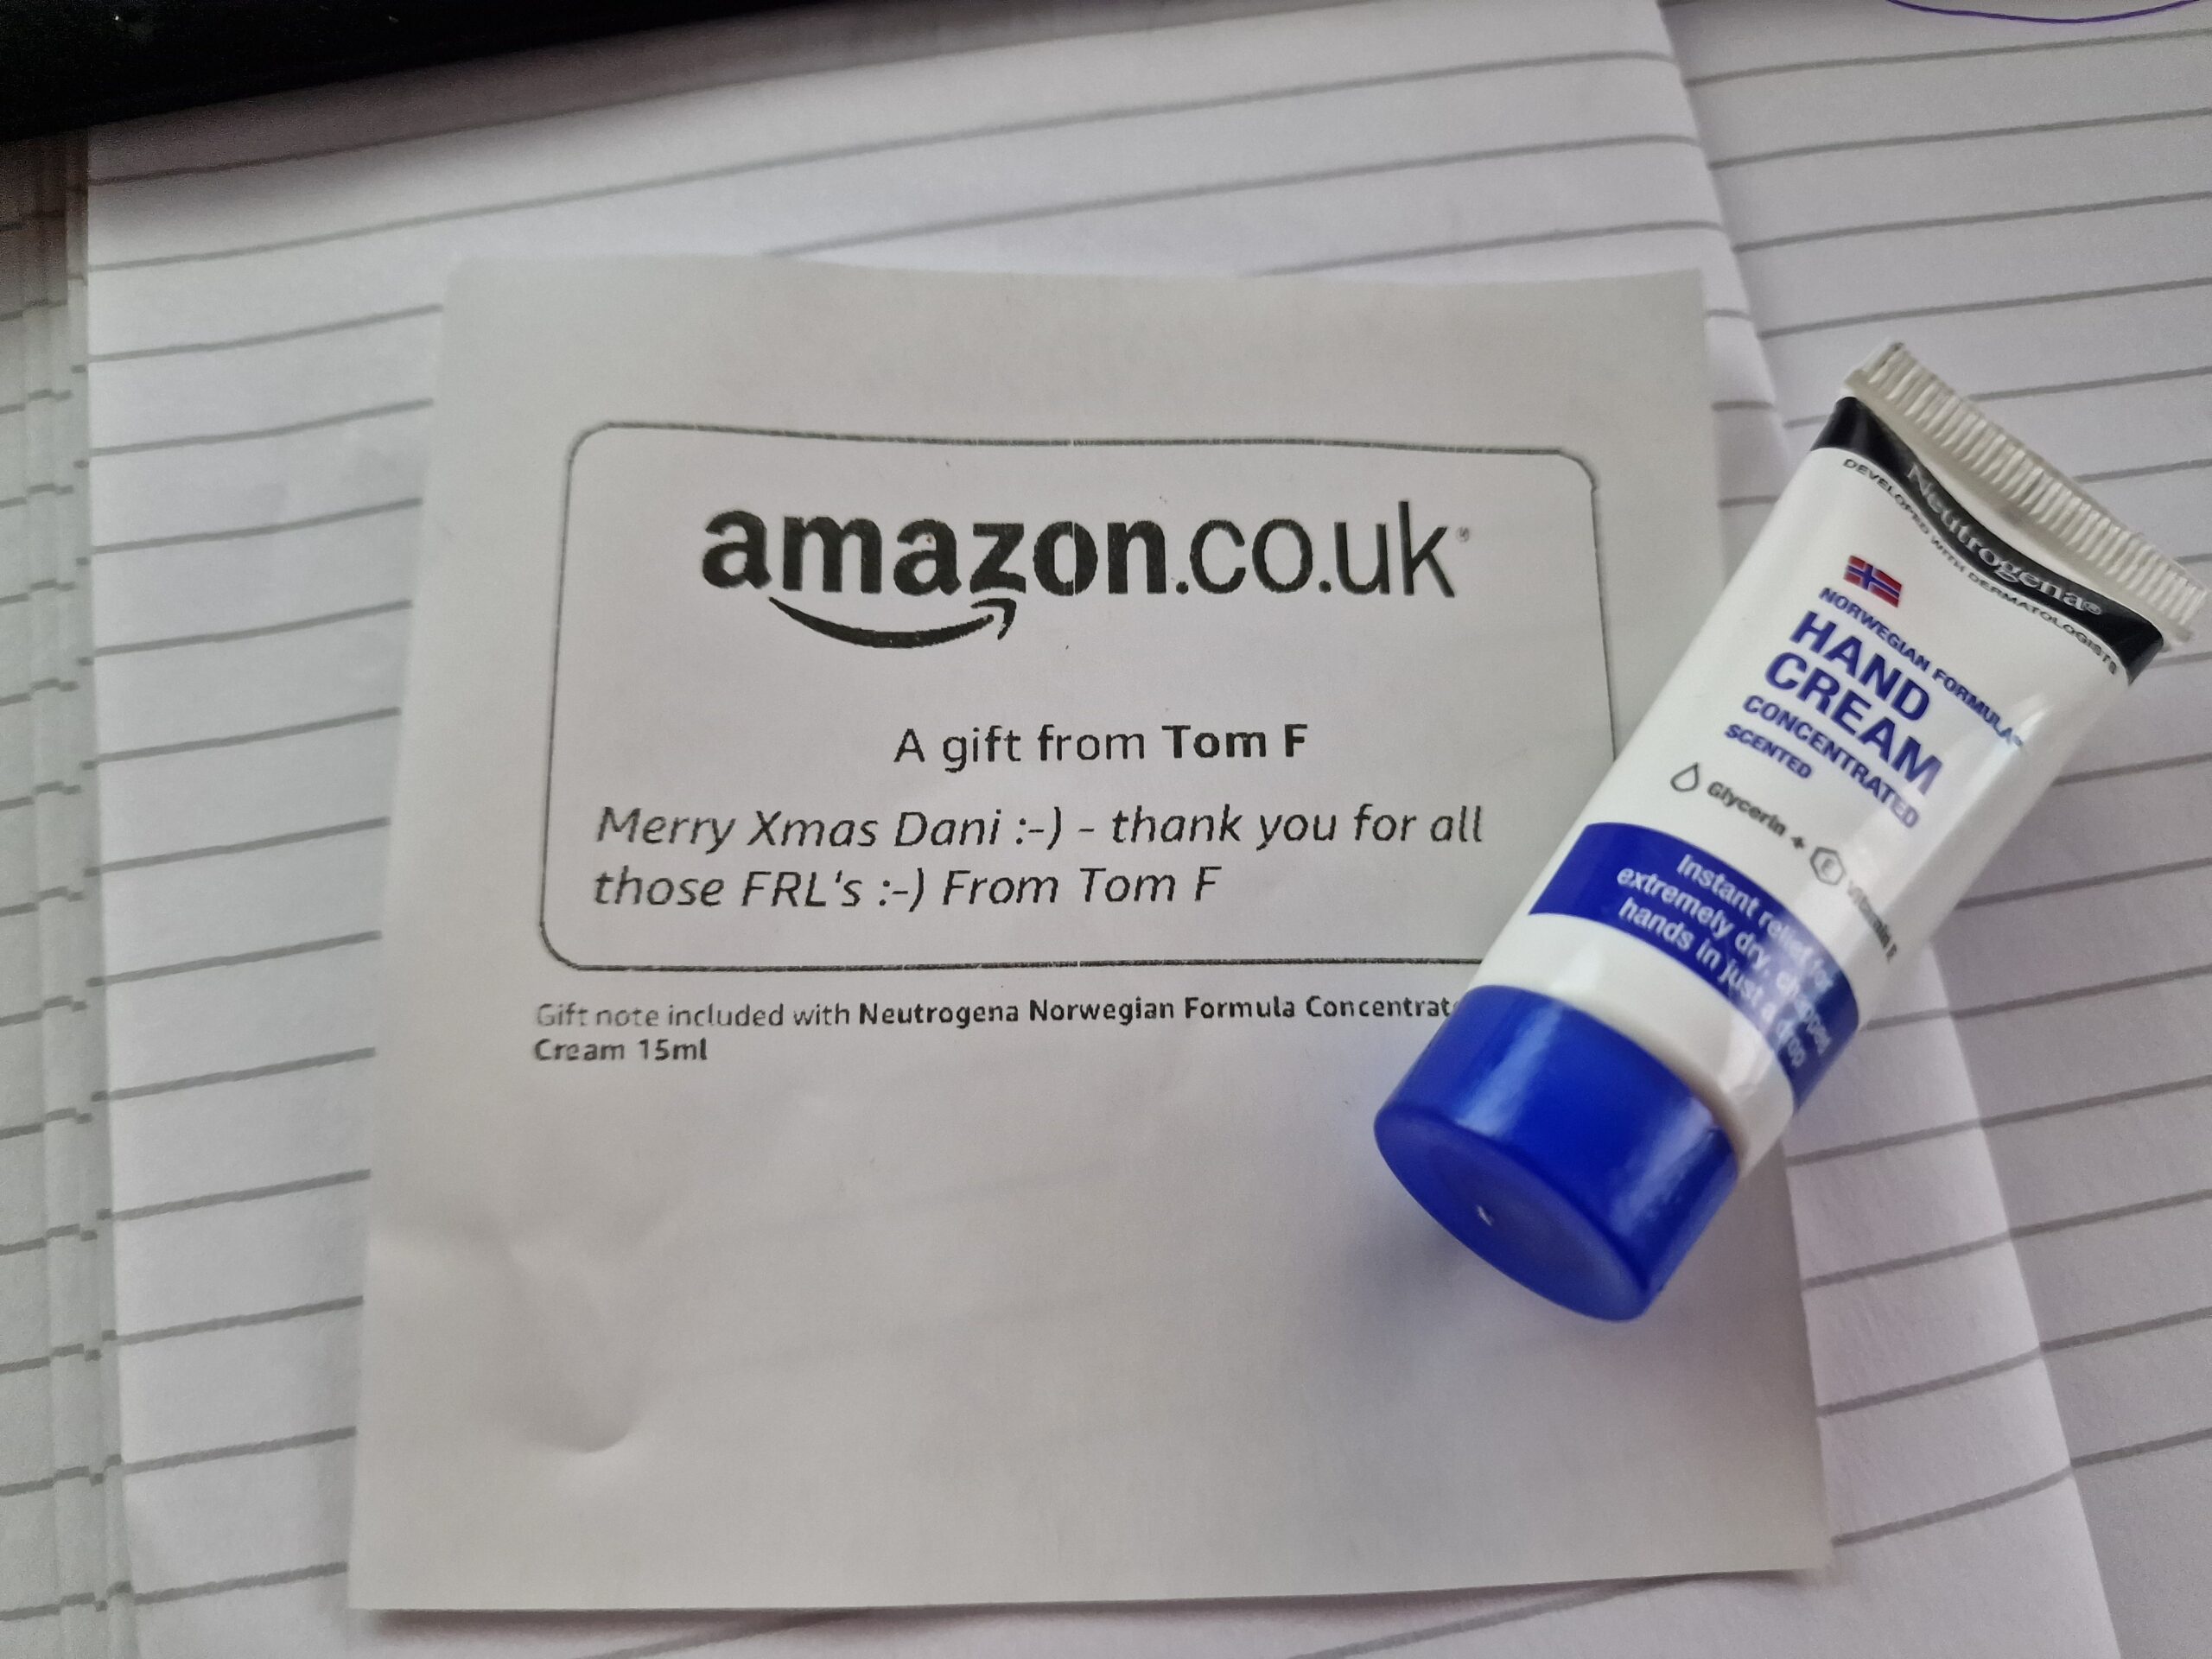 amazon.co.uk
A gift from Tom F
Merry Xmas Dani :-) - thank you for all
those FRL's :-) From Tom F
Gift note included with Neutrogena Norwegian Formula Concentrat
Cream 15ml
Neutrogena®
DEVELOPED WITH DERMATOLOGISTS
NORWEGIAN FORMULA
HAND
CREAM
CONCENTRATED
SCENTED
Glycerin + E Vitamin E
Instant relief for
extremely dry, chapped
hands in just a drop